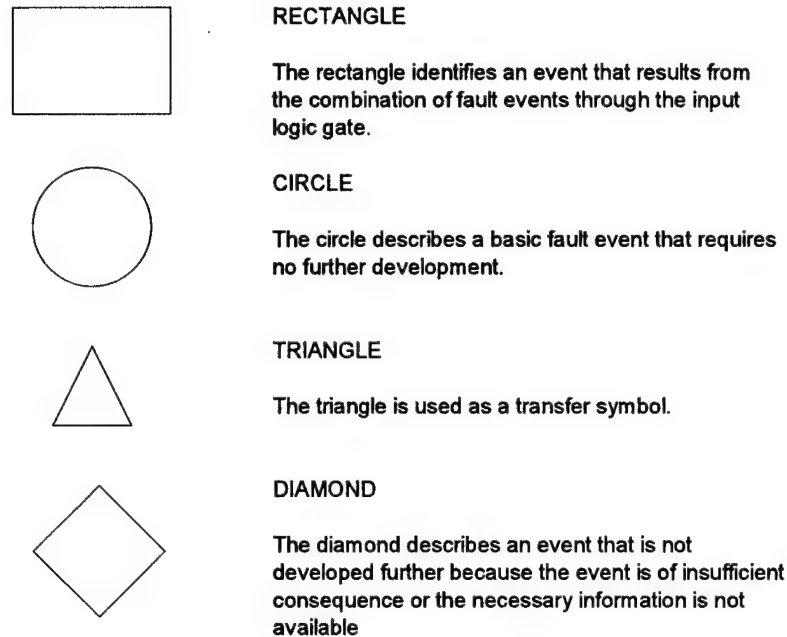 RECTANGLE
The rectangle identifies an event that results from
the combination of fault events through the input
logic gate.
CIRCLE
The circle describes a basic fault event that requires
no further development.
TRIANGLE
The triangle is used as a transfer symbol.
DIAMOND
The diamond describes an event that is not
developed further because the event is of insufficient
consequence or the necessary information is not
available